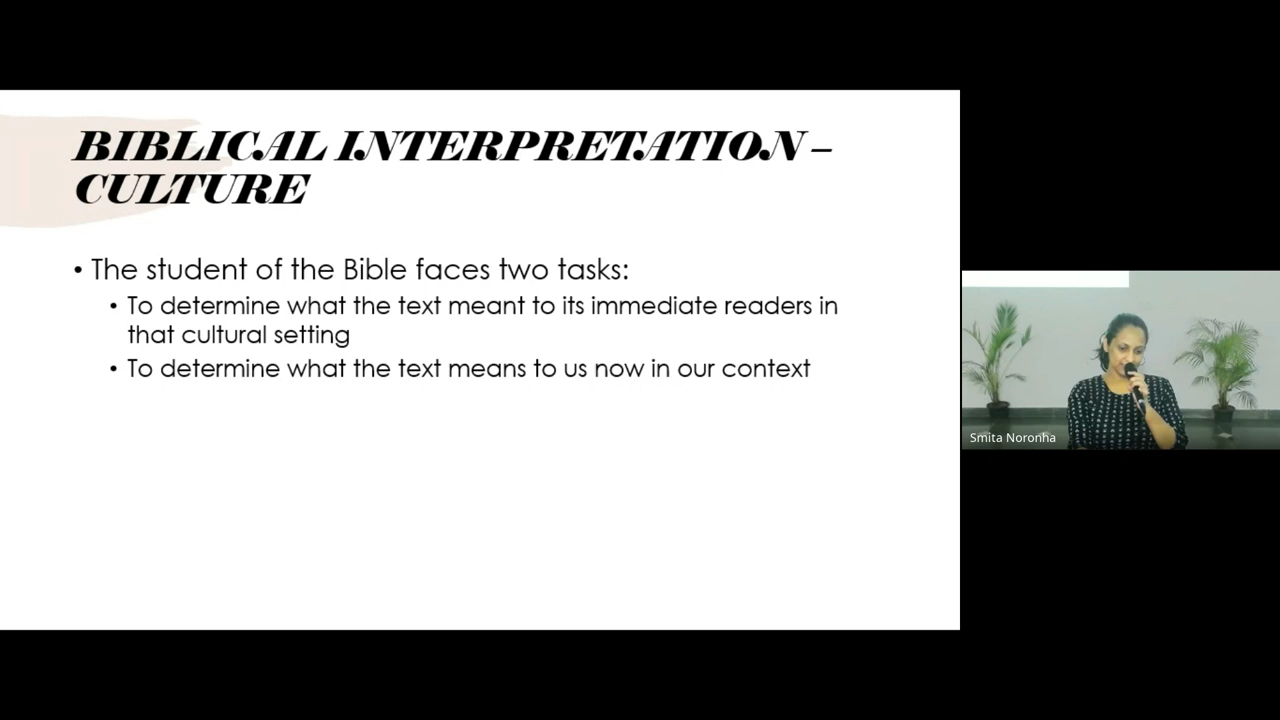 BIBLICAL INTERPRETATION –
CULTURE
• The student of the Bible faces two tasks:
• To determine what the text meant to its immediate readers in
that cultural setting
• To determine what the text means to us now in our context
Smita Noronha